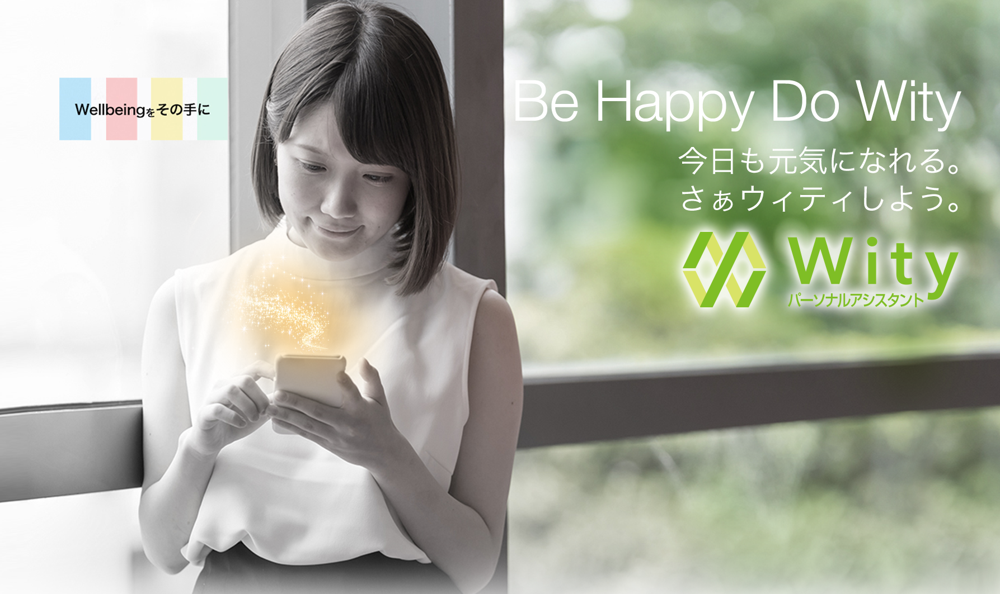 Wellbeingをその手に
Be Happy Do Wity
今日も元気になれる。
さぁウィティしよう。
Wity
パーソナルアシスタント